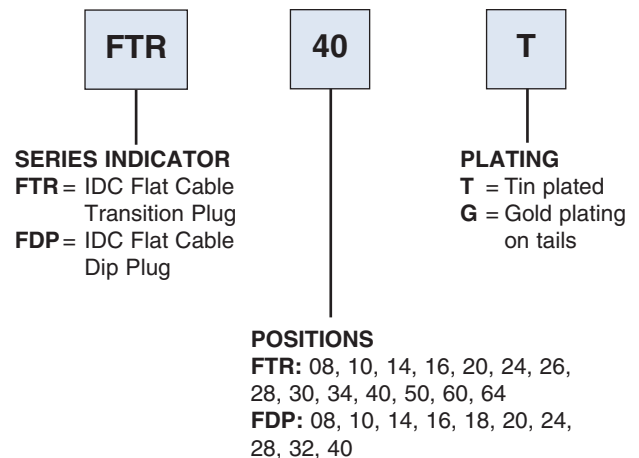 FTR 40 T
SERIES INDICATOR
FTR = IDC Flat Cable
Transition Plug
FDP = IDC Flat Cable
Dip Plug
PLATING
T = Tin plated
G = Gold plating
on tails
POSITIONS
FTR: 08, 10, 14, 16, 20, 24, 26,
28, 30, 34, 40, 50, 60, 64
FDP: 08, 10, 14, 16, 18, 20, 24,
28, 32, 40